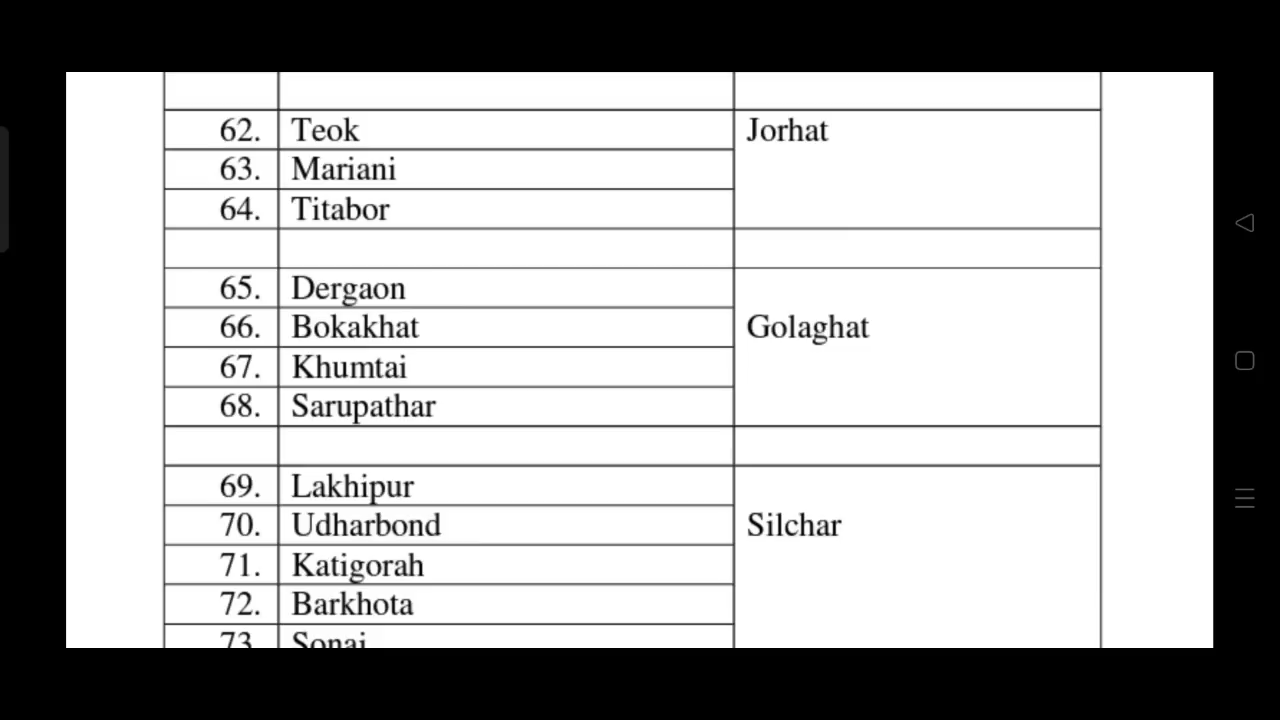 62. Teok Jorhat
63. Mariani
64. Titabor
65. Dergaon
66. Bokakhat Golaghat
67. Khumtai
68. Sarupathar
69. Lakhipur
70. Udharbond Silchar
71. Katigorah
72. Barkhota
73 Sonai